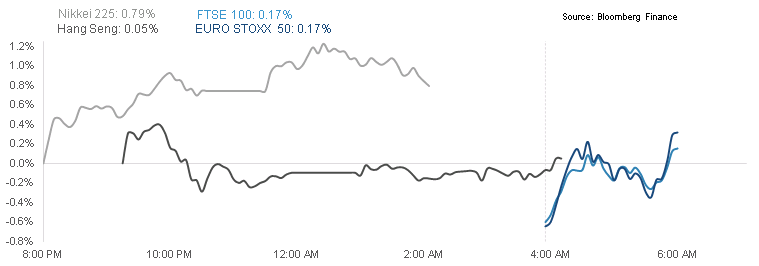 Nikkei 225: 0.79%
FTSE 100: 0.17%
Source: Bloomberg Finance
Hang Seng: 0.05%
EURO STOXX 50: 0.17%
1.2%
1.0%
0.8%
0.6%
0.4%
0.2%
0.0%
-0.2%
-0.4%
-0.6%
-0.8%
8:00 PM
10:00 PM
12:00 AM
2:00 AM
4:00 AM
6:00 AM